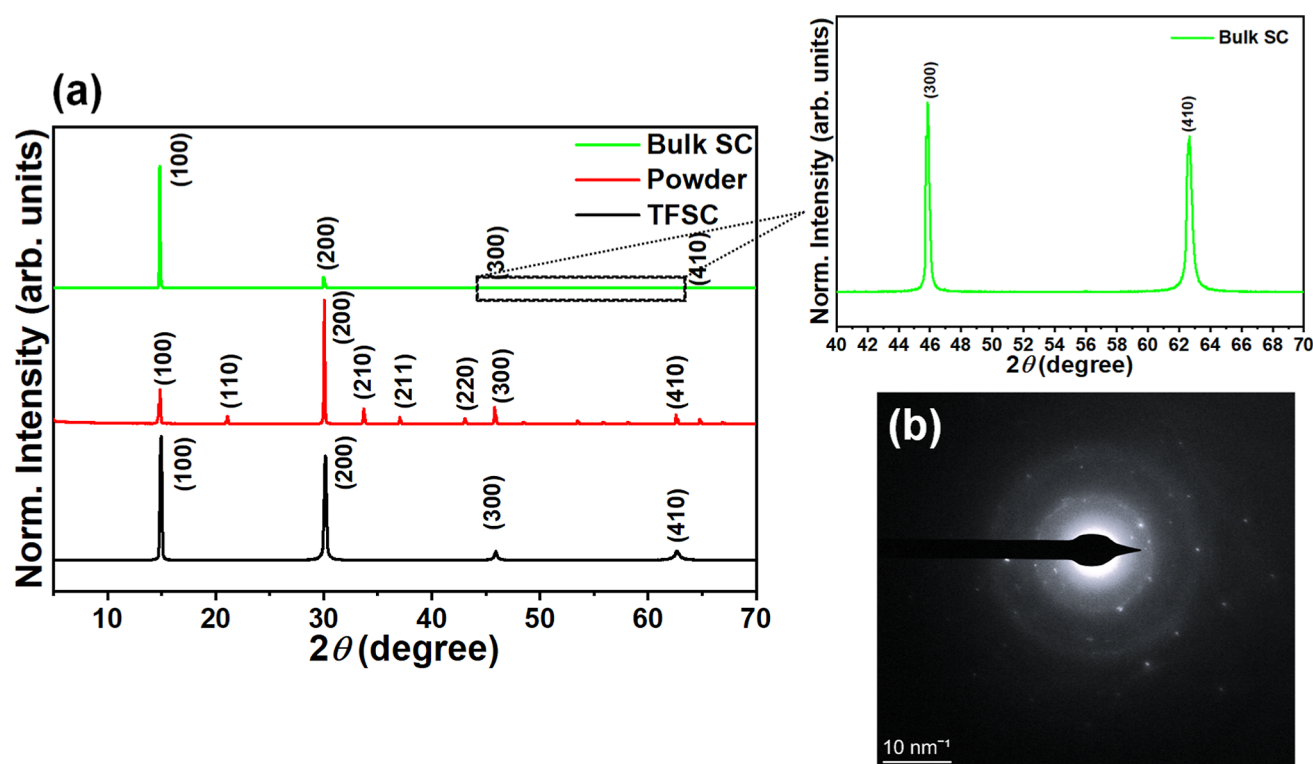 (a)
Norm. Intensity (arb. units)
Bulk SC
Powder
TFSC
(100)
(200)
(300)
(410)
(100)
(110)
(200)
(210)
(211)
(220)
(300)
(410)
(100)
(200)
(300)
(410)
10 20 30 40 50 60 70
2θ (degree)
Norm. Intensity (arb. units)
Bulk SC
(300)
(410)
40 42 44 46 48 50 52 54 56 58 60 62 64 66 68 70
2θ (degree)
(b)
10 nm⁻¹